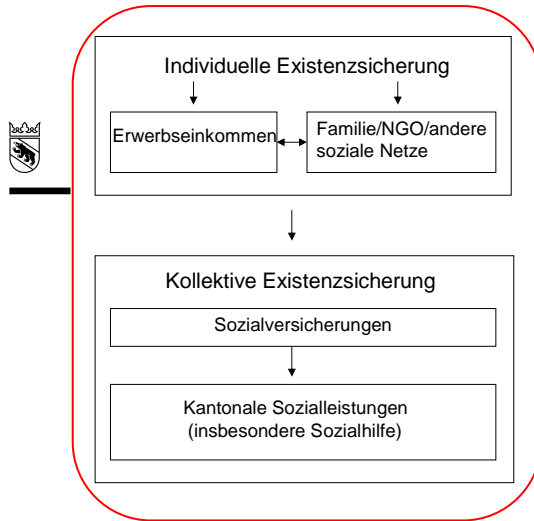 Individuelle Existenzsicherung
Erwerbseinkommen
Familie/NGO/andere
soziale Netze
Kollektive Existenzsicherung
Sozialversicherungen
Kantonale Sozialleistungen
(insbesondere Sozialhilfe)